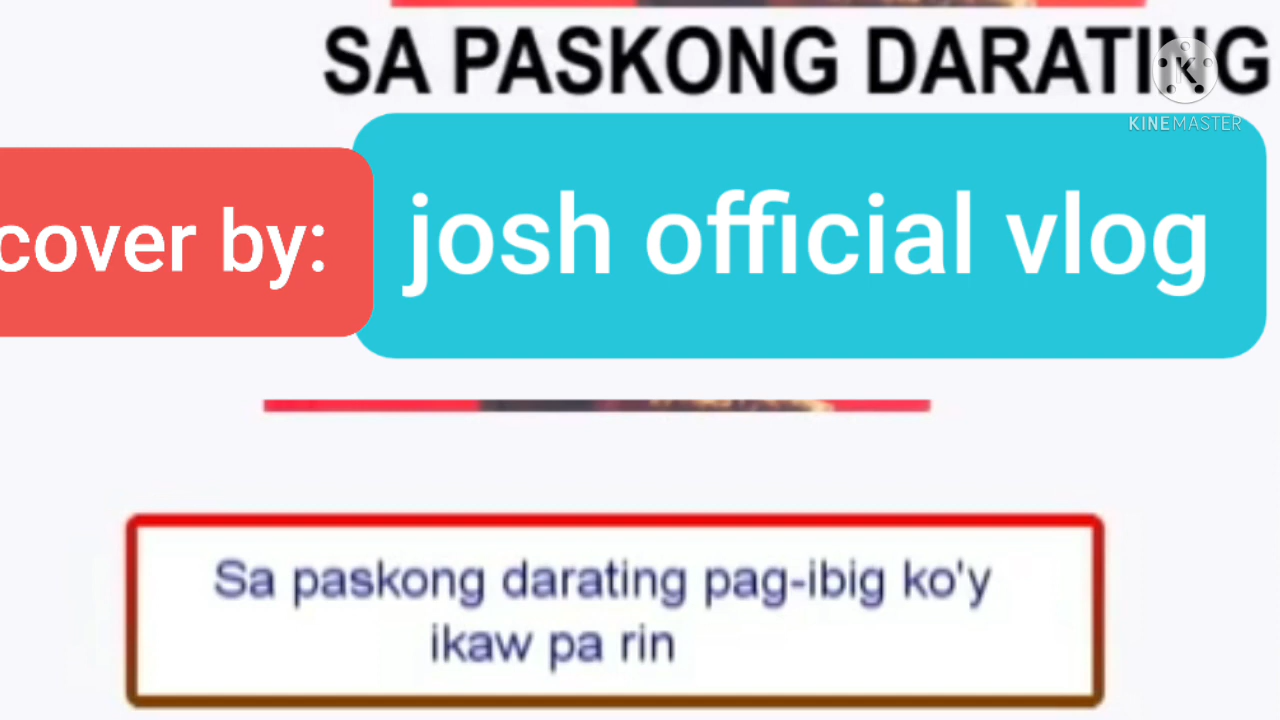 SA PASKONG DARATING
KINEMASTER
cover by:
josh official vlog
Sa paskong darating pag-ibig ko'y
ikaw pa rin